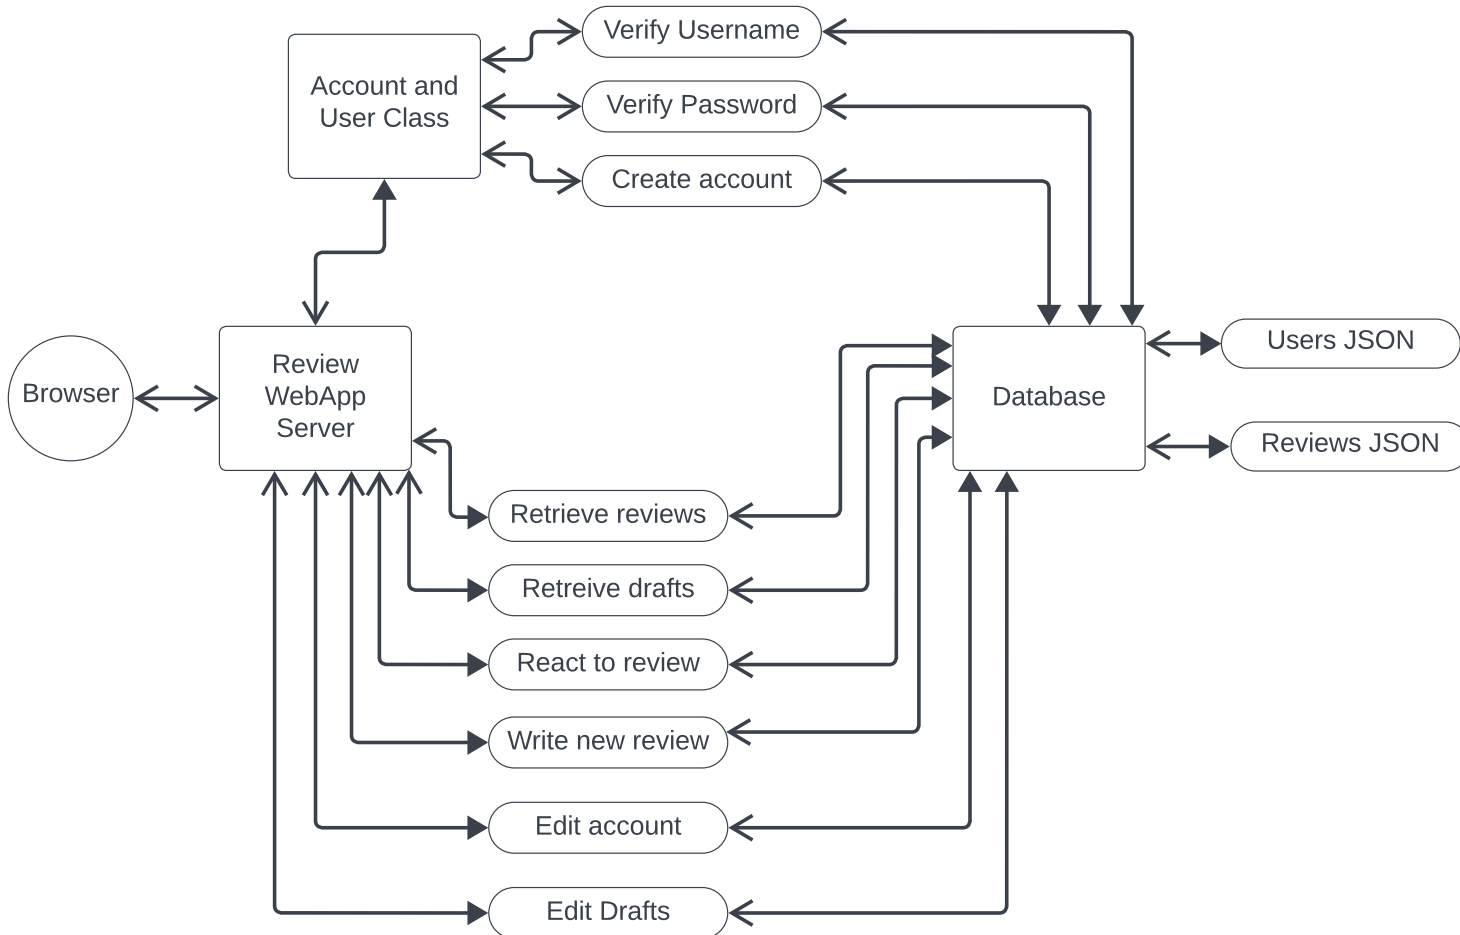 Verify Username
Account and
User Class
Verify Password
Create account
Browser
Review
WebApp
Server
Database
Users JSON
Reviews JSON
Retrieve reviews
Retreive drafts
React to review
Write new review
Edit account
Edit Drafts